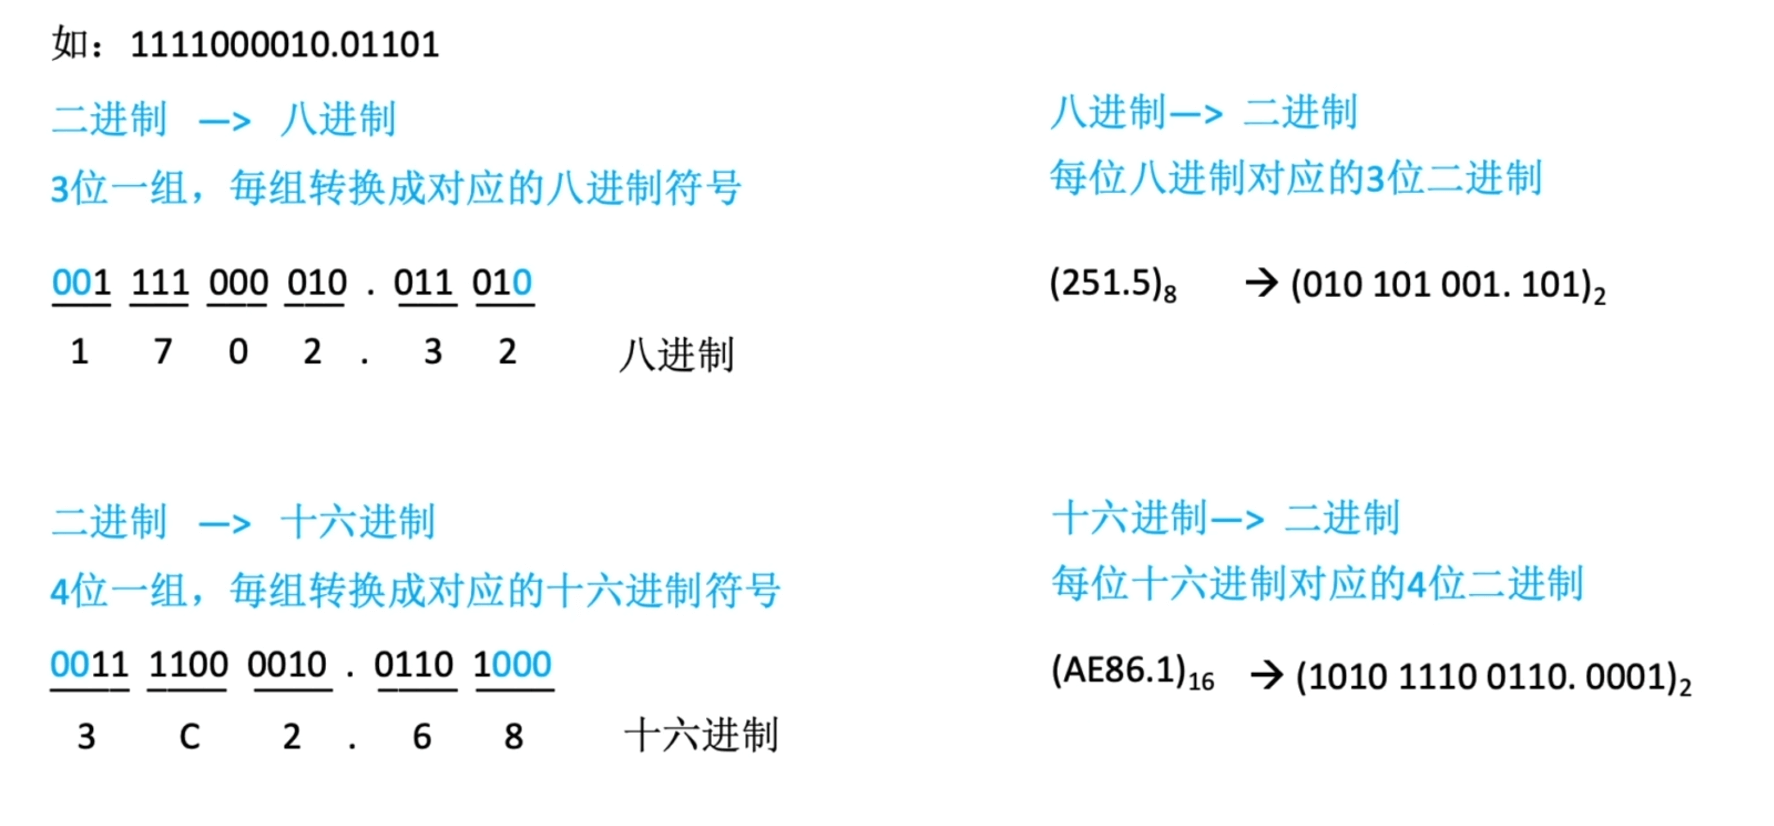 如：1111000010.01101
二进制 —> 八进制
3位一组，每组转换成对应的八进制符号
001 111 000 010 . 011 010
1 7 0 2 . 3 2 八进制
二进制 —> 十六进制
4位一组，每组转换成对应的十六进制符号
0011 1100 0010 . 0110 1000
3 C 2 . 6 8 十六进制
八进制—> 二进制
每位八进制对应的3位二进制
(251.5)₈ → (010 101 001. 101)₂
十六进制—> 二进制
每位十六进制对应的4位二进制
(AE86.1)₁₆ → (1010 1110 0110. 0001)₂